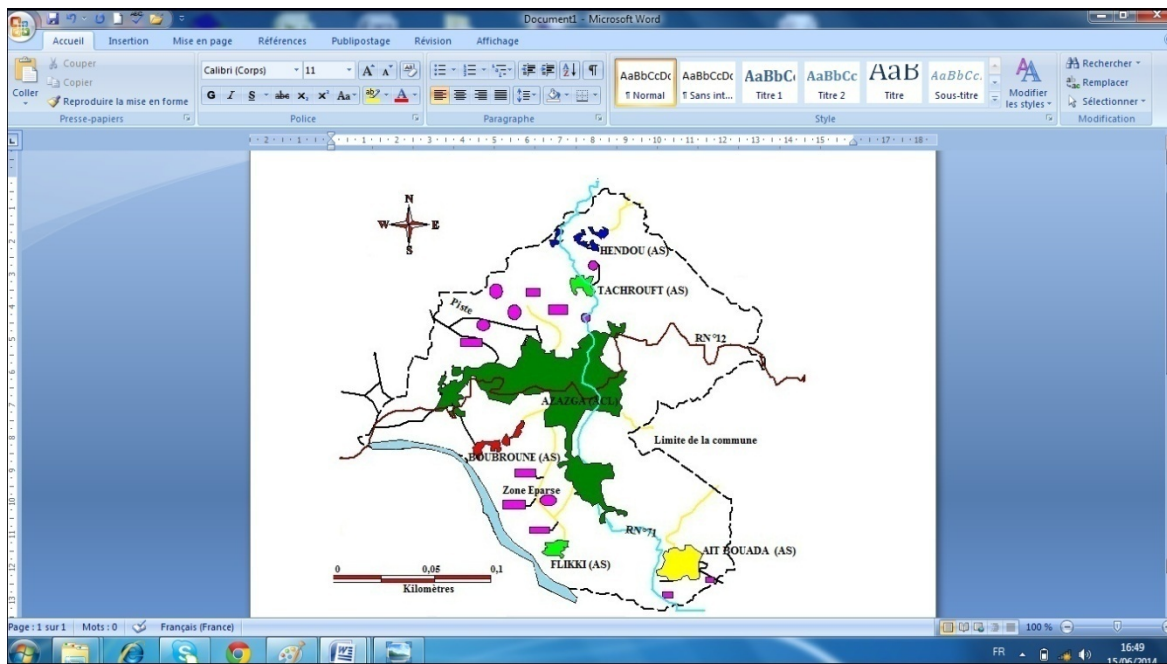 Document1 - Microsoft Word
Accueil Insertion Mise en page Références Publipostage Révision Affichage
Coller
Couper
Copier
Reproduire la mise en forme
Presse-papiers
Calibri (Corps) 11
G I S abc x, x² Aa
Police
Paragraphe
AaBbCcDc AaBbCcDc AaBbC AaBbCc AaB AaBbCc.
¶ Normal ¶ Sans int... Titre 1 Titre 2 Titre Sous-titre
Modifier
les styles
Style
Rechercher
Remplacer
Sélectionner
Modification
N
W E
S
HENDOU (AS)
TACHROUFT (AS)
Piste
RN°12
Limite de la commune
BOUBROUNE (AS)
Zone Eparse
RN°71
AIT BOUADA (AS)
FLIKKI (AS)
0 0,05 0,1
Kilomètres
Page : 1 sur 1 Mots : 0 Français (France) 100 %
FR 16:49
15/06/2014